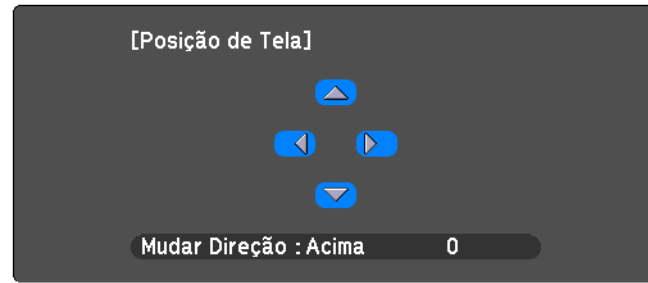 [Posição de Tela]
Mudar Direção : Acima 0